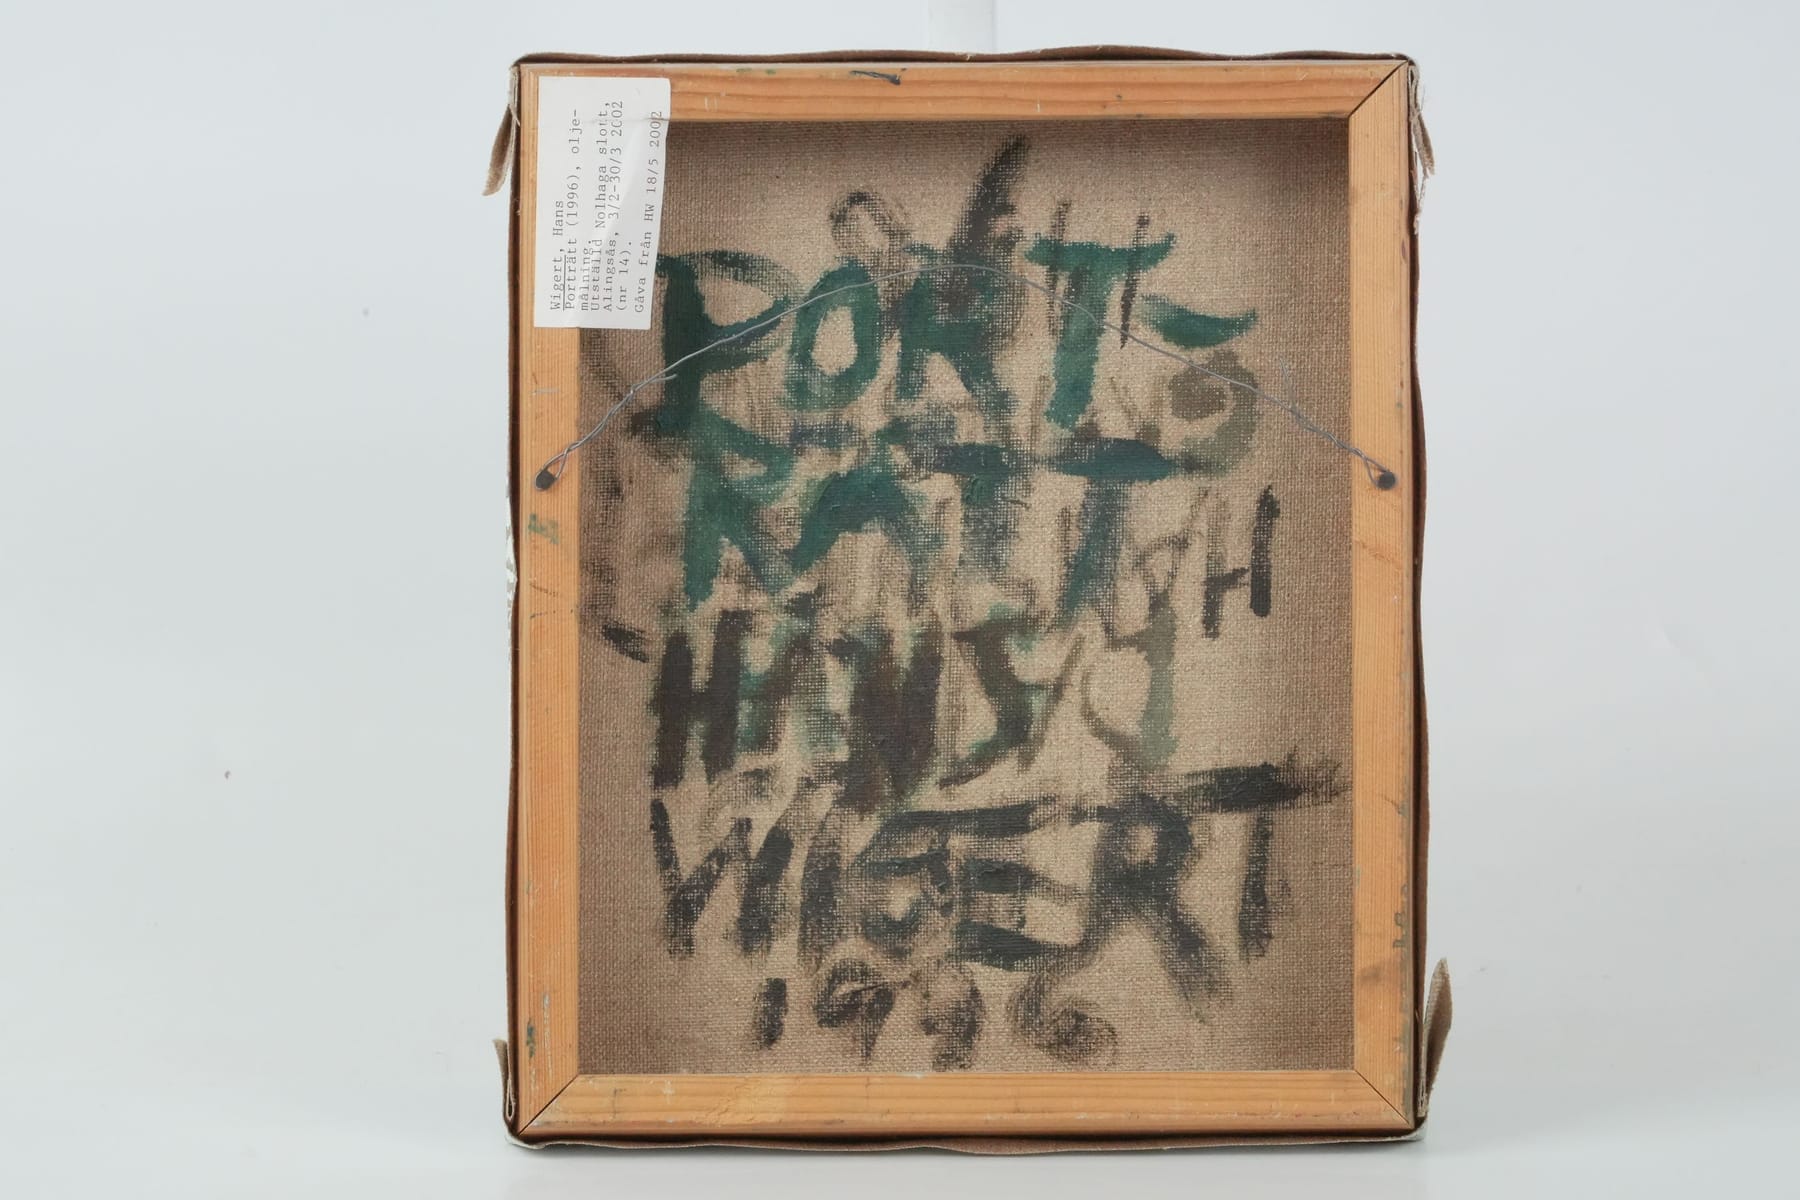 Wigert, Hans
Porträtt (1996), olje-
målning.
Utställd Nolhaga slott,
Alingsås, 3/2-30/3 2002
(nr 14).
Gåva från HW 18/5 2002
PORT
HANS
WIGERT
1996